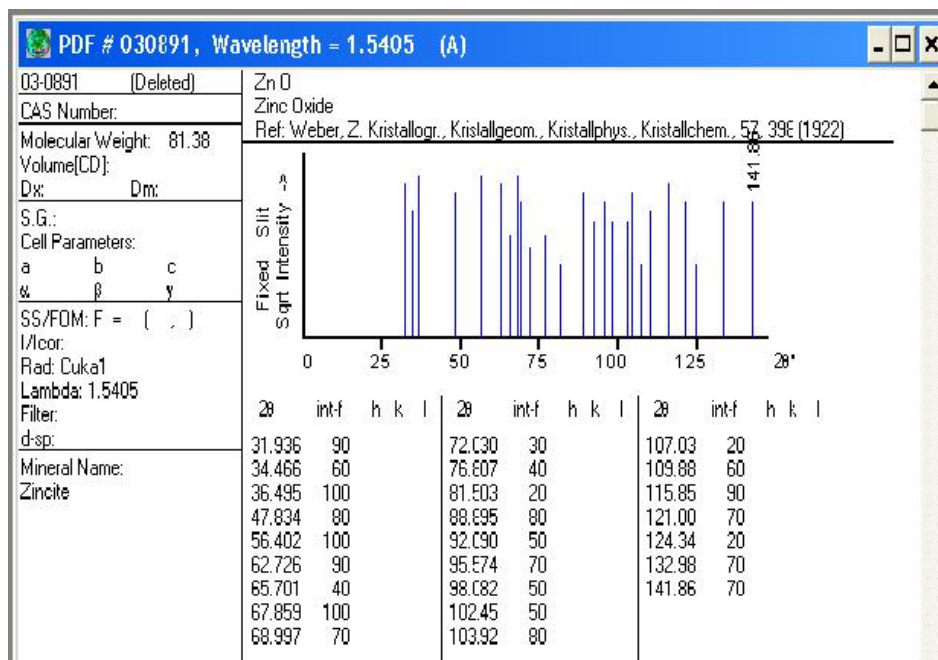 PDF # 030891, Wavelength = 1.5405 (A)
03-0891 (Deleted)
CAS Number:
Molecular Weight: 81.38
Volume[CD]:
Dx: Dm:
S.G.:
Cell Parameters:
a b c
α β γ
SS/FOM: F = ( , )
I/Icor:
Rad: Cuka1
Lambda: 1.5405
Filter:
d-sp:
Mineral Name:
Zincite
Zn O
Zinc Oxide
Ref: Weber, Z. Kristallogr., Kristallgeom., Kristallphys., Kristallchem., 57, 398 (1922)
141.86
Fixed Slit
Sqrt Intensity ->
0 25 50 75 100 125 2θ°
2θ int-f h k l 2θ int-f h k l 2θ int-f h k l
31.936 90 72.030 30 107.03 20
34.466 60 76.807 40 109.88 60
36.495 100 81.503 20 115.85 90
47.834 80 88.895 80 121.00 70
56.402 100 92.090 50 124.34 20
62.726 90 95.574 70 132.98 70
65.701 40 98.082 50 141.86 70
67.859 100 102.45 50
68.997 70 103.92 80